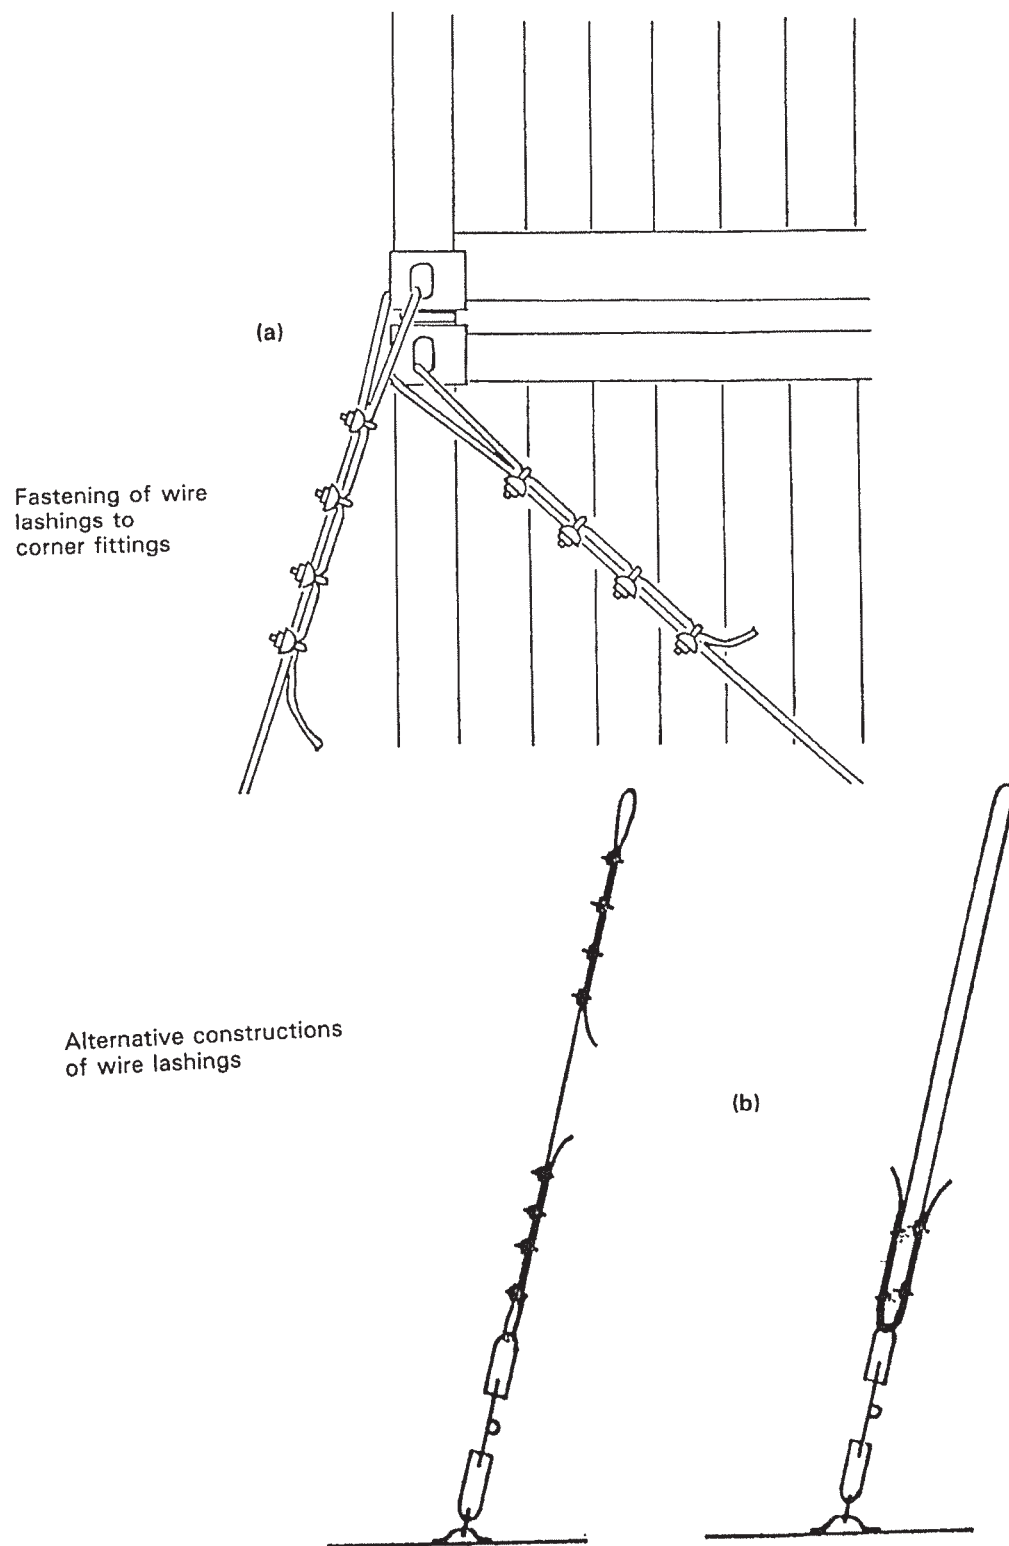 (a)
Fastening of wire
lashings to
corner fittings
Alternative constructions
of wire lashings
(b)